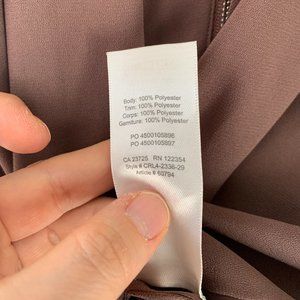 Body: 100% Polyester
Trim: 100% Polyester
Corps: 100% Polyester
Garniture: 100% Polyester
PO 4500105896
PO 4500105897
CA 23725 RN 122354
Style # CRL4-2336-29
Article # 60794